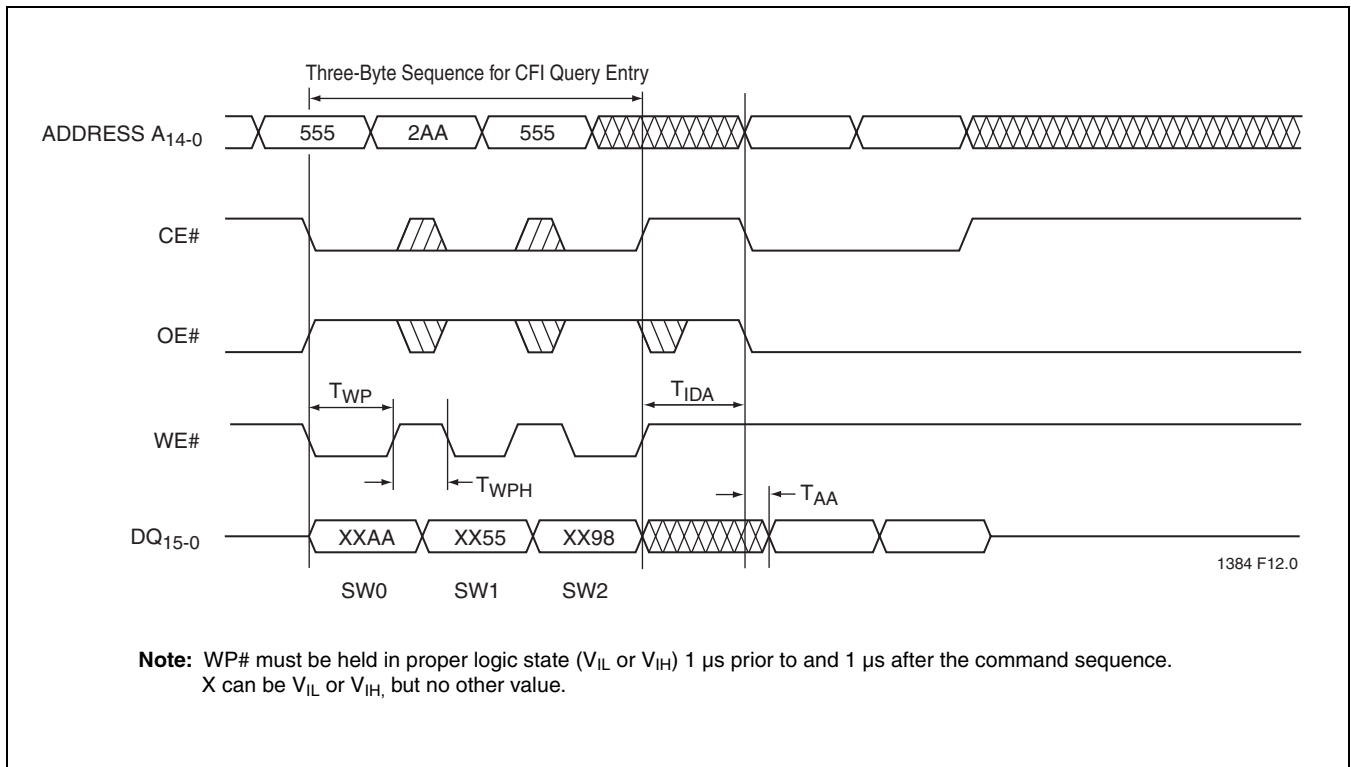 Three-Byte Sequence for CFI Query Entry
ADDRESS A14-0
555
2AA
555
CE#
OE#
TWP
TIDA
WE#
TWPH
TAA
DQ15-0
XXAA
XX55
XX98
1384 F12.0
SW0
SW1
SW2
Note: WP# must be held in proper logic state (VIL or VIH) 1 µs prior to and 1 µs after the command sequence.
X can be VIL or VIH, but no other value.